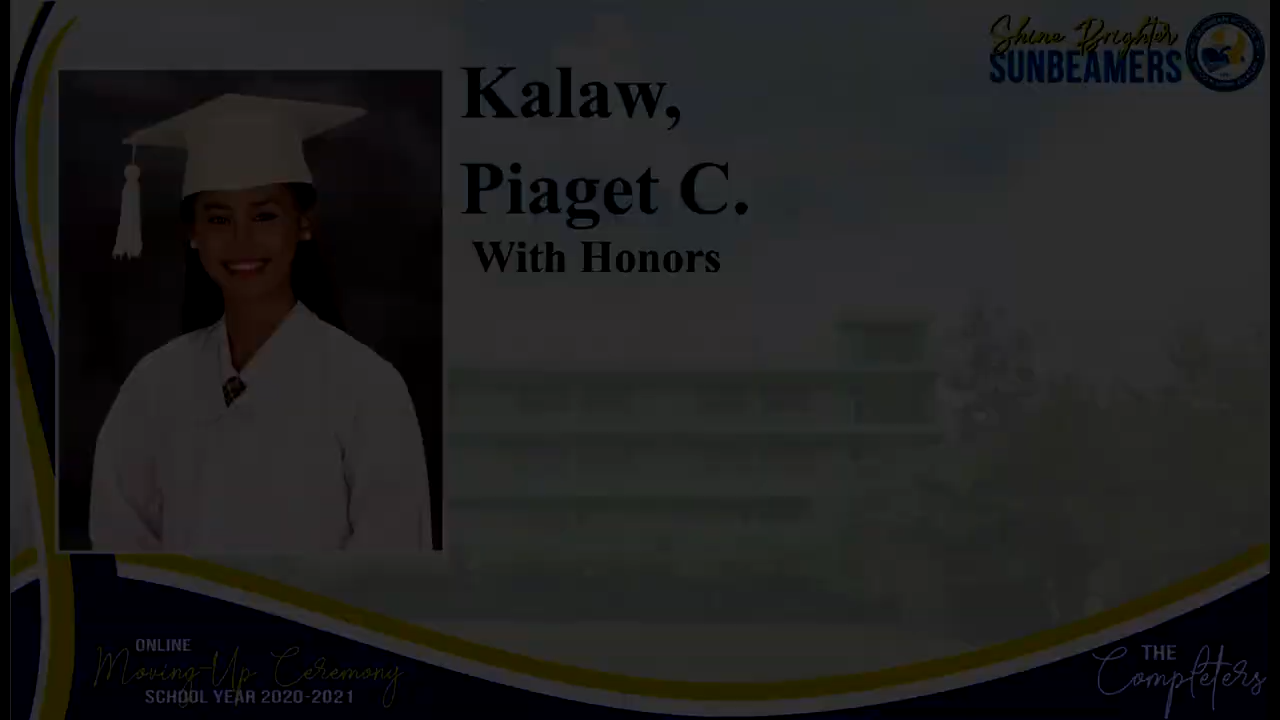 Shine Brighter
SUNBEAMERS
Kalaw,
Piaget C.
With Honors
ONLINE
Moving-Up Ceremony
SCHOOL YEAR 2020-2021
THE
Completers